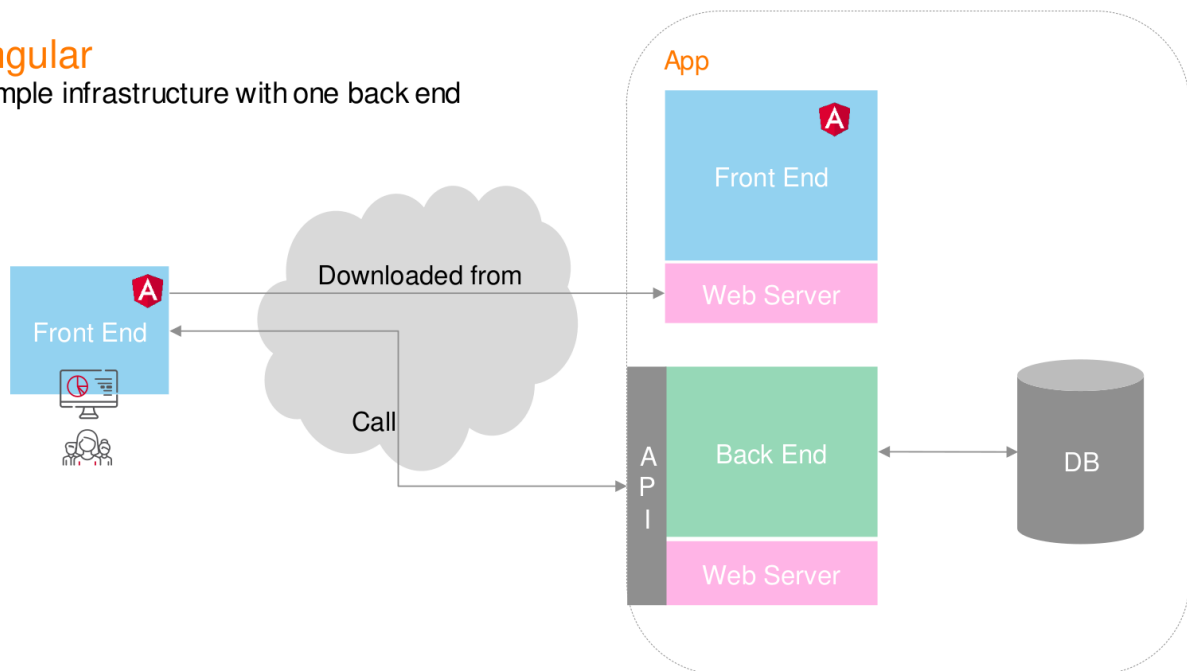 ngular
mple infrastructure with one back end
App
A
Front End
Downloaded from
A
Web Server
Front End
Call
A
P
I
Back End
DB
Web Server